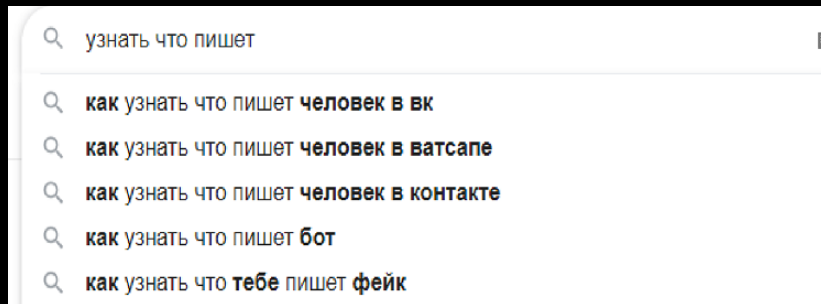 узнать что пишет
как узнать что пишет человек в вк
как узнать что пишет человек в ватсапе
как узнать что пишет человек в контакте
как узнать что пишет бот
как узнать что тебе пишет фейк